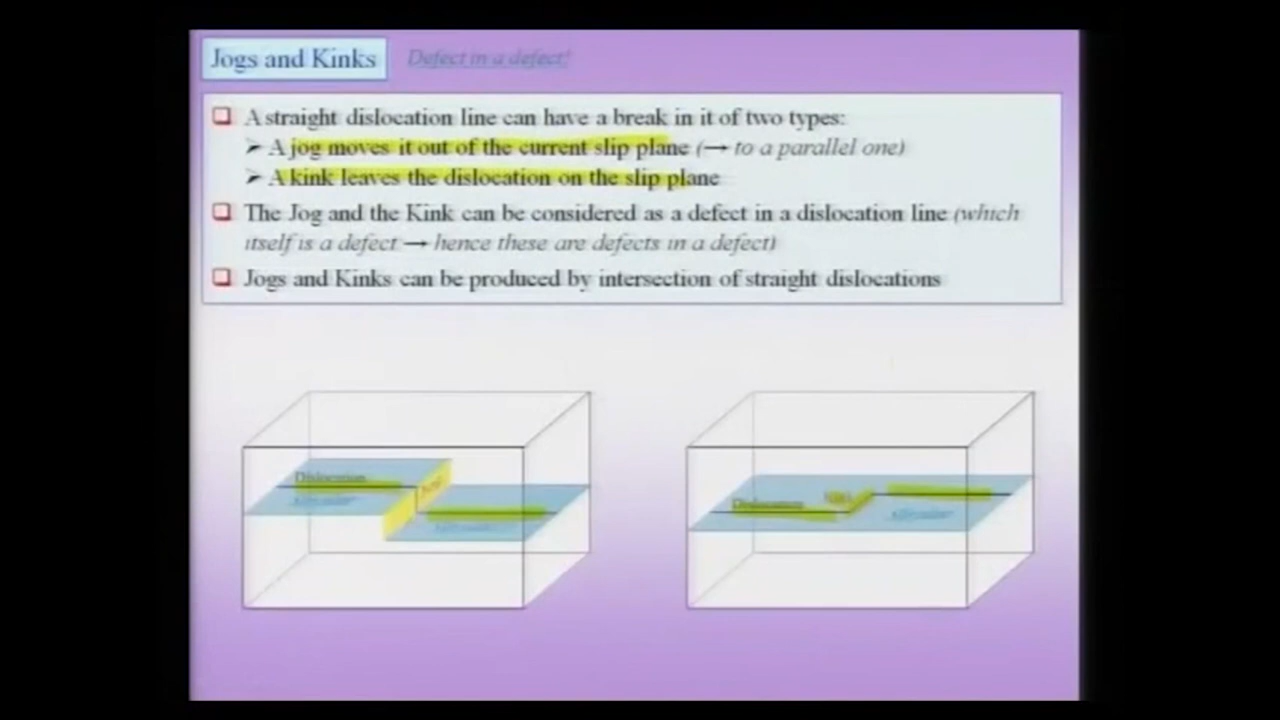 Jogs and Kinks
Defect in a defect!
❑ A straight dislocation line can have a break in it of two types:
➢ A jog moves it out of the current slip plane (→ to a parallel one)
➢ A kink leaves the dislocation on the slip plane
❑ The Jog and the Kink can be considered as a defect in a dislocation line (which
itself is a defect → hence these are defects in a defect)
❑ Jogs and Kinks can be produced by intersection of straight dislocations
Dislocation
Dislocation